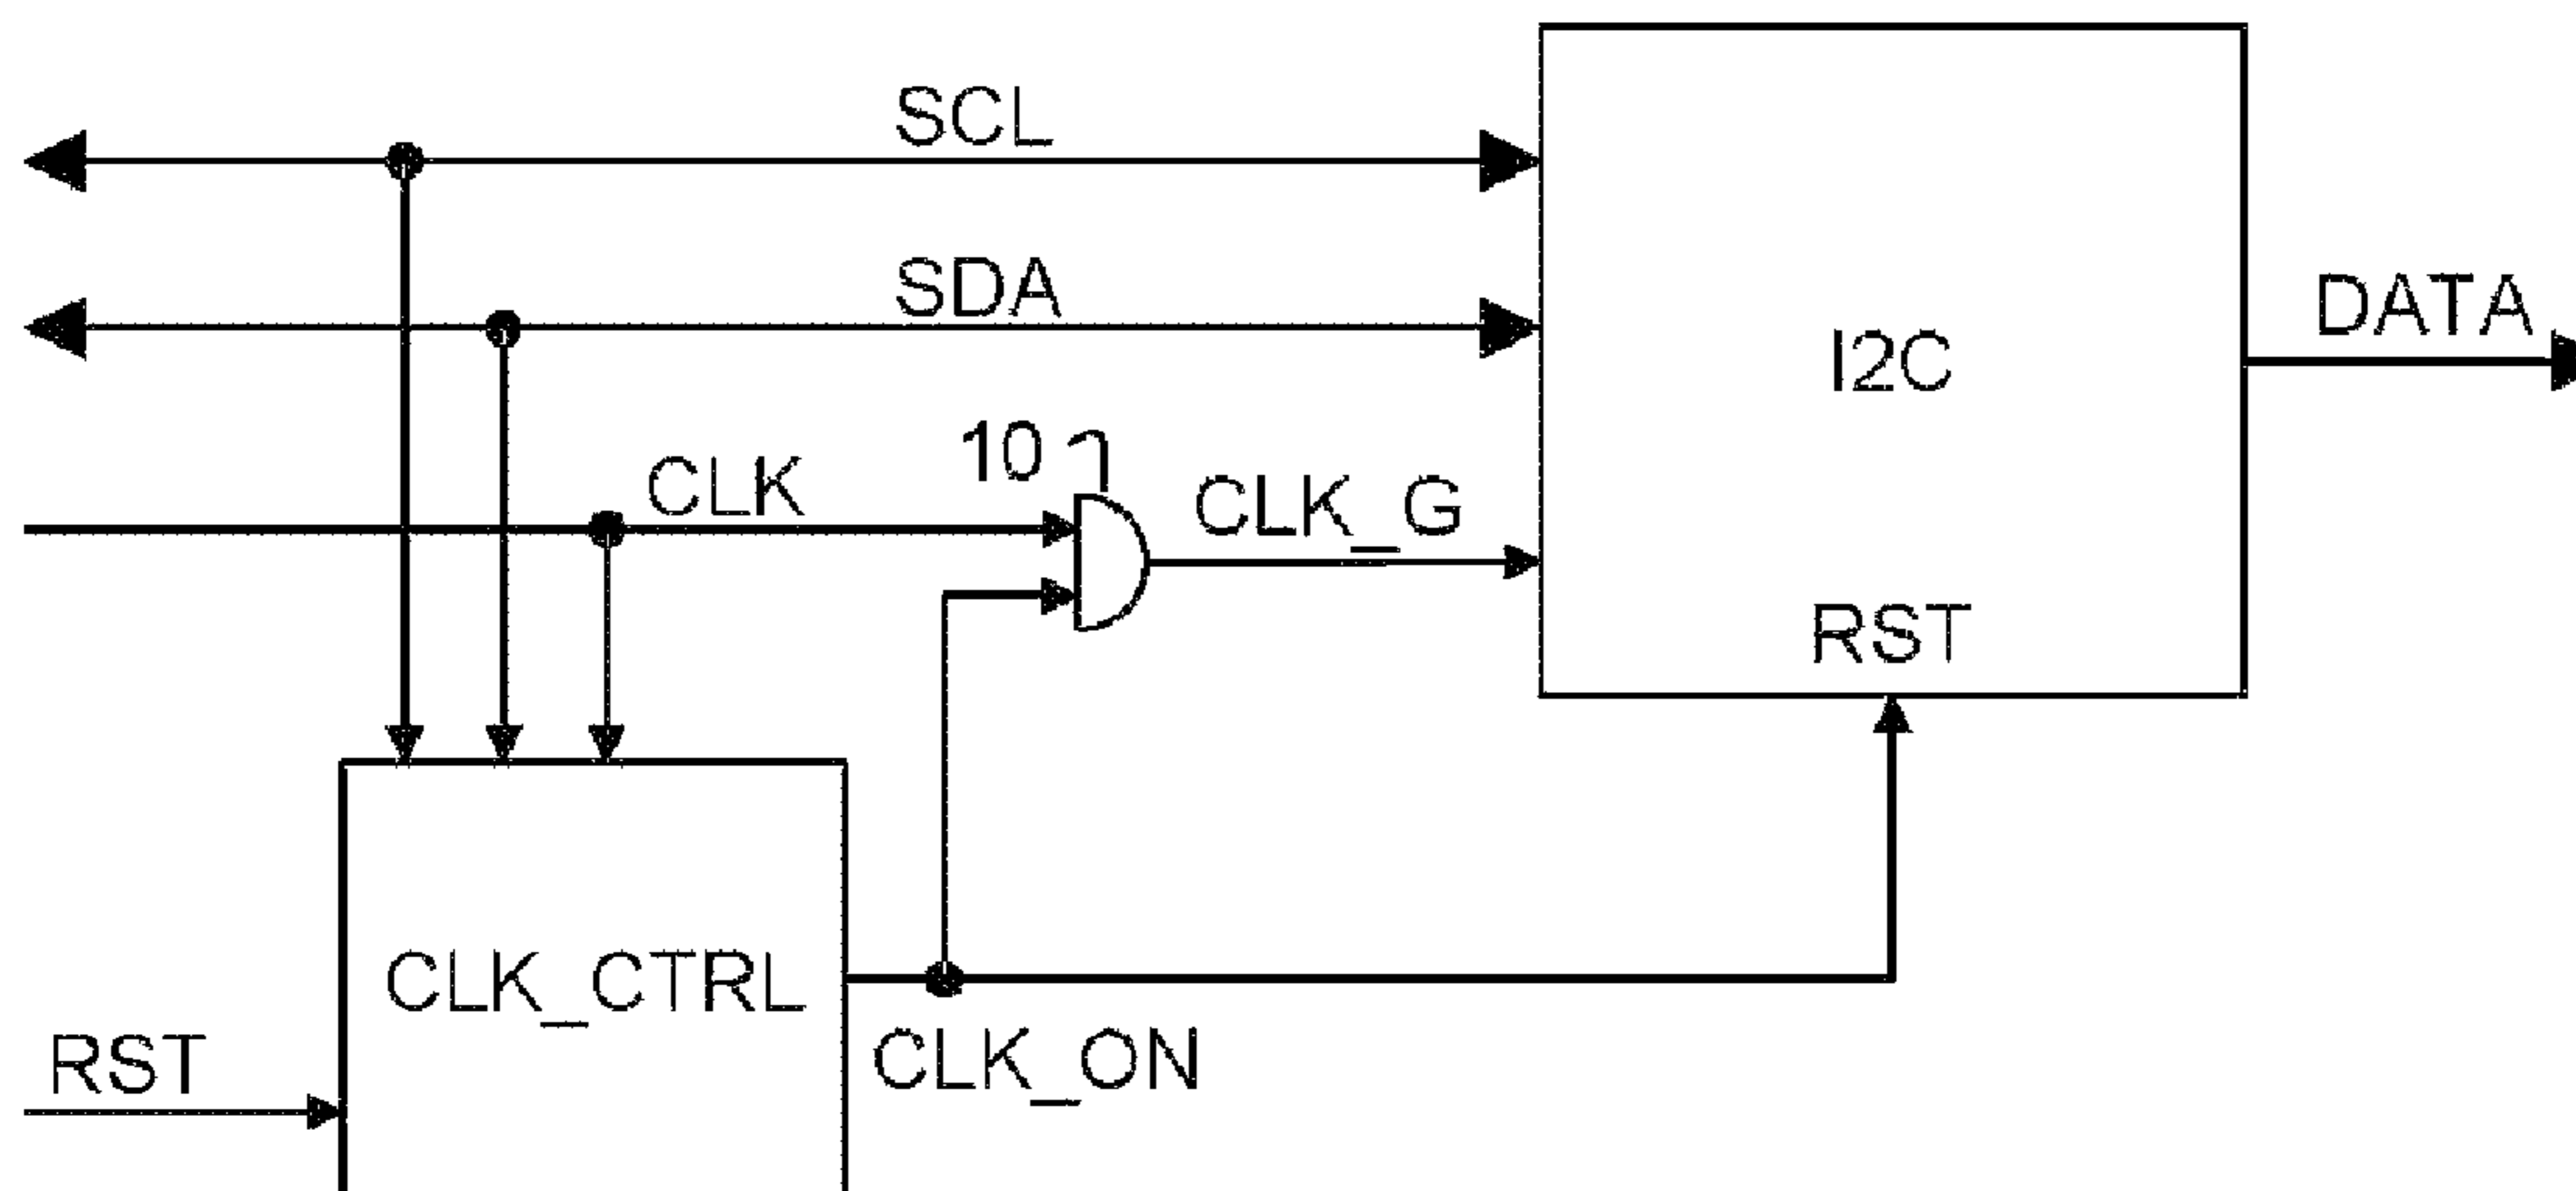 SCL
SDA
DATA
I2C
10
CLK
CLK_G
RST
CLK_CTRL
RST
CLK_ON